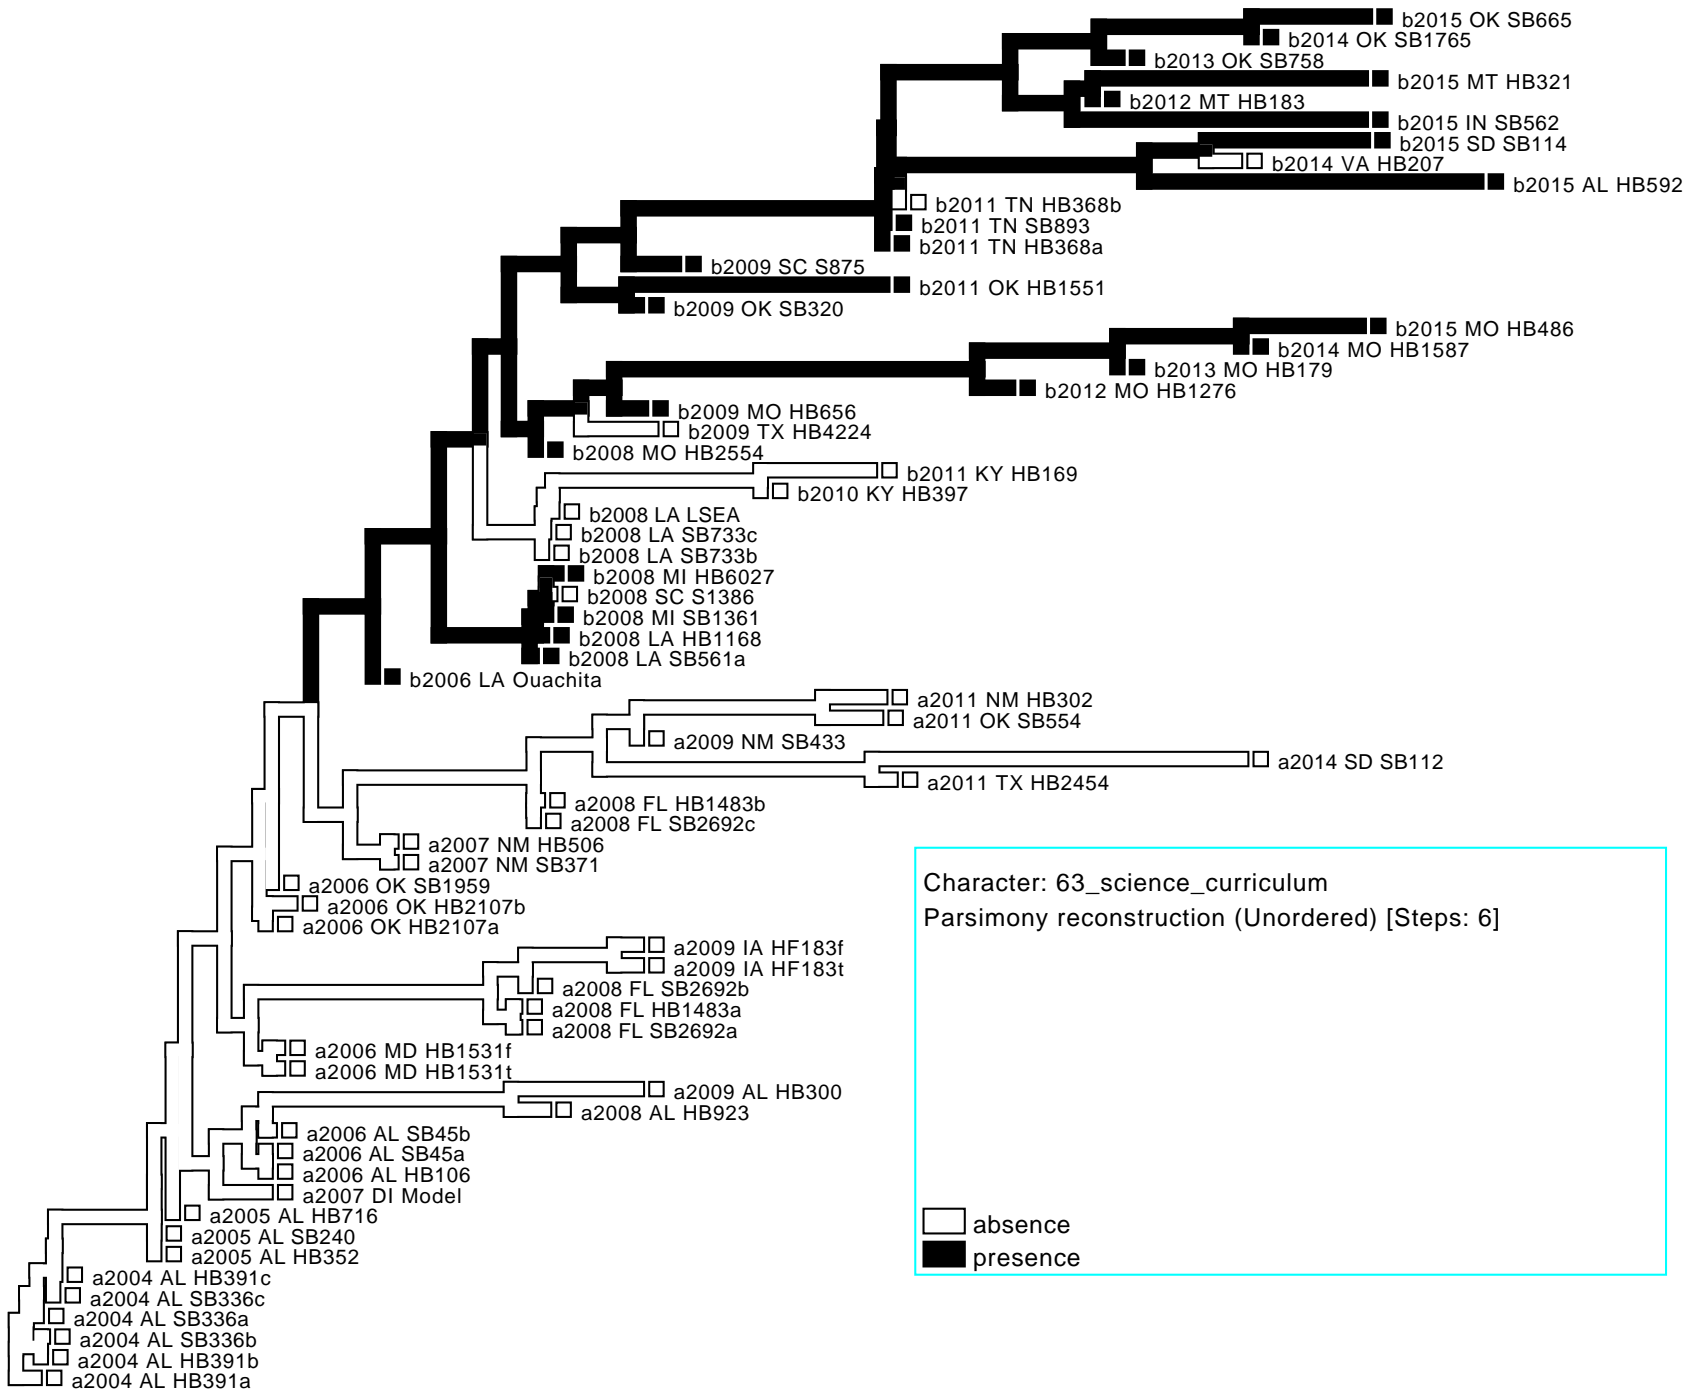 b2015 OK SB665
b2014 OK SB1765
b2013 OK SB758
b2015 MT HB321
b2012 MT HB183
b2015 IN SB562
b2015 SD SB114
b2014 VA HB207
b2015 AL HB592
b2011 TN HB368b
b2011 TN SB893
b2011 TN HB368a
b2009 SC S875
b2011 OK HB1551
b2009 OK SB320
b2015 MO HB486
b2014 MO HB1587
b2013 MO HB179
b2012 MO HB1276
b2009 MO HB656
b2009 TX HB4224
b2008 MO HB2554
b2011 KY HB169
b2010 KY HB397
b2008 LA LSEA
b2008 LA SB733c
b2008 LA SB733b
b2008 MI HB6027
b2008 SC S1386
b2008 MI SB1361
b2008 LA HB1168
b2008 LA SB561a
b2006 LA Ouachita
a2011 NM HB302
a2011 OK SB554
a2009 NM SB433
a2014 SD SB112
a2011 TX HB2454
a2008 FL HB1483b
a2008 FL SB2692c
a2007 NM HB506
a2007 NM SB371
a2006 OK SB1959
a2006 OK HB2107b
a2006 OK HB2107a
a2009 IA HF183f
a2009 IA HF183t
a2008 FL SB2692b
a2008 FL HB1483a
a2008 FL SB2692a
a2006 MD HB1531f
a2006 MD HB1531t
a2009 AL HB300
a2008 AL HB923
a2006 AL SB45b
a2006 AL SB45a
a2006 AL HB106
a2007 DI Model
a2005 AL HB716
a2005 AL SB240
a2005 AL HB352
a2004 AL HB391c
a2004 AL SB336c
a2004 AL SB336a
a2004 AL SB336b
a2004 AL HB391b
a2004 AL HB391a
Character: 63_science_curriculum
Parsimony reconstruction (Unordered) [Steps: 6]
absence
presence